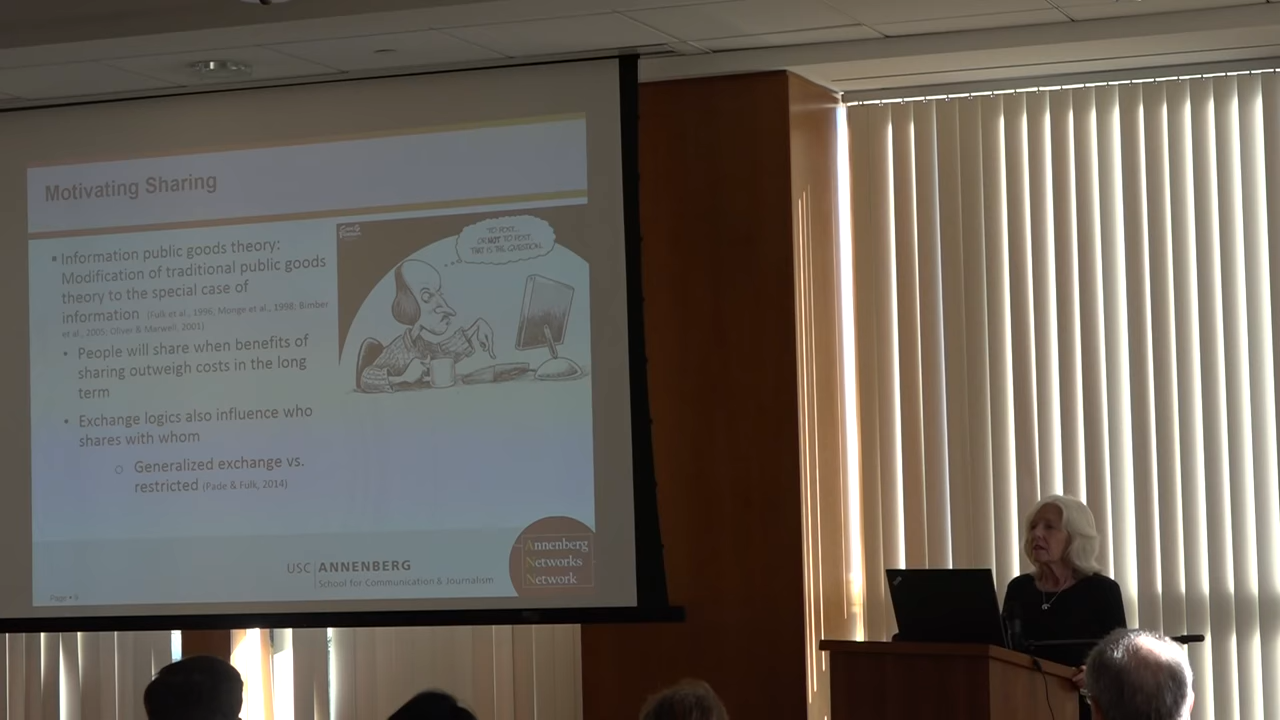 Motivating Sharing
▪ Information public goods theory:
Modification of traditional public goods
theory to the special case of
information (Fulk et al., 1996, Monge et al., 1998; Bimber
et al., 2005; Oliver & Marwell, 2001)
• People will share when benefits of
sharing outweigh costs in the long
term
• Exchange logics also influence who
shares with whom
○ Generalized exchange vs.
restricted (Pade & Fulk, 2014)
TO POST...
OR NOT TO POST.
THAT IS THE QUESTION.
USC ANNENBERG
School for Communication & Journalism
Annenberg
Networks
Network